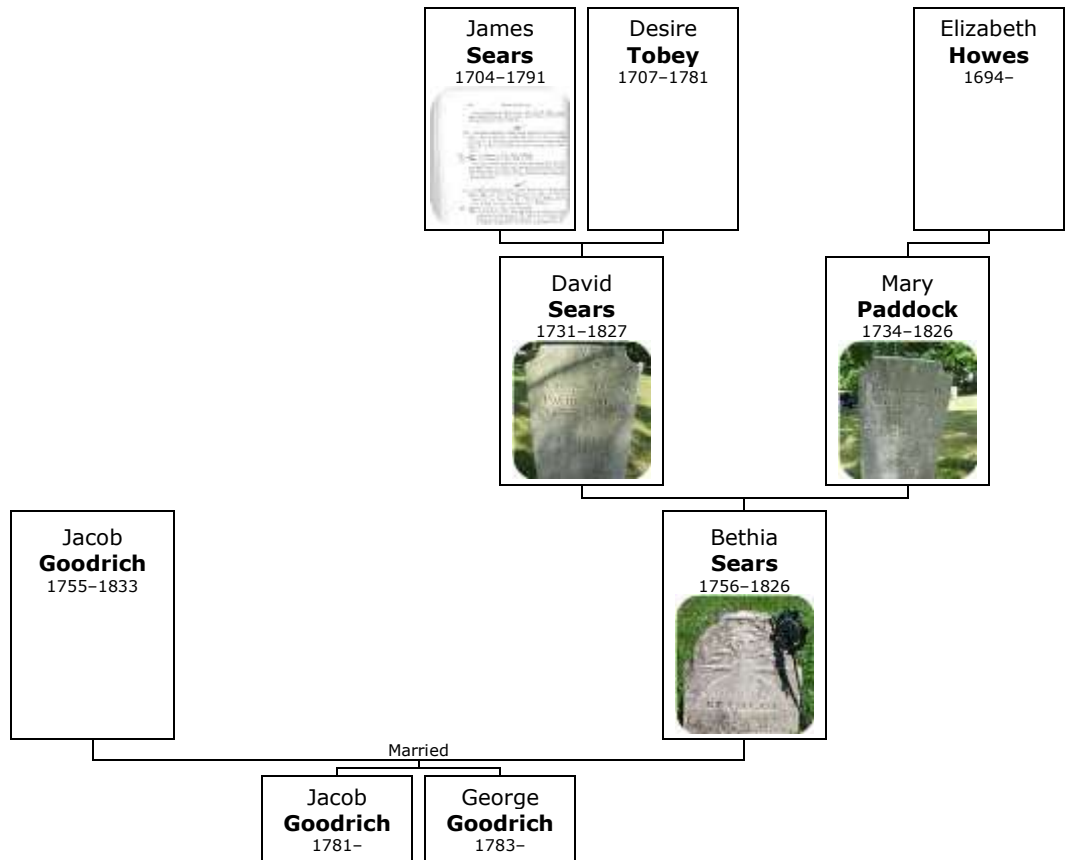 James
Sears
1704–1791
Desire
Tobey
1707–1781
Elizabeth
Howes
1694–
David
Sears
1731–1827
Mary
Paddock
1734–1826
Jacob
Goodrich
1755–1833
Bethia
Sears
1756–1826
Married
Jacob
Goodrich
1781–
George
Goodrich
1783–